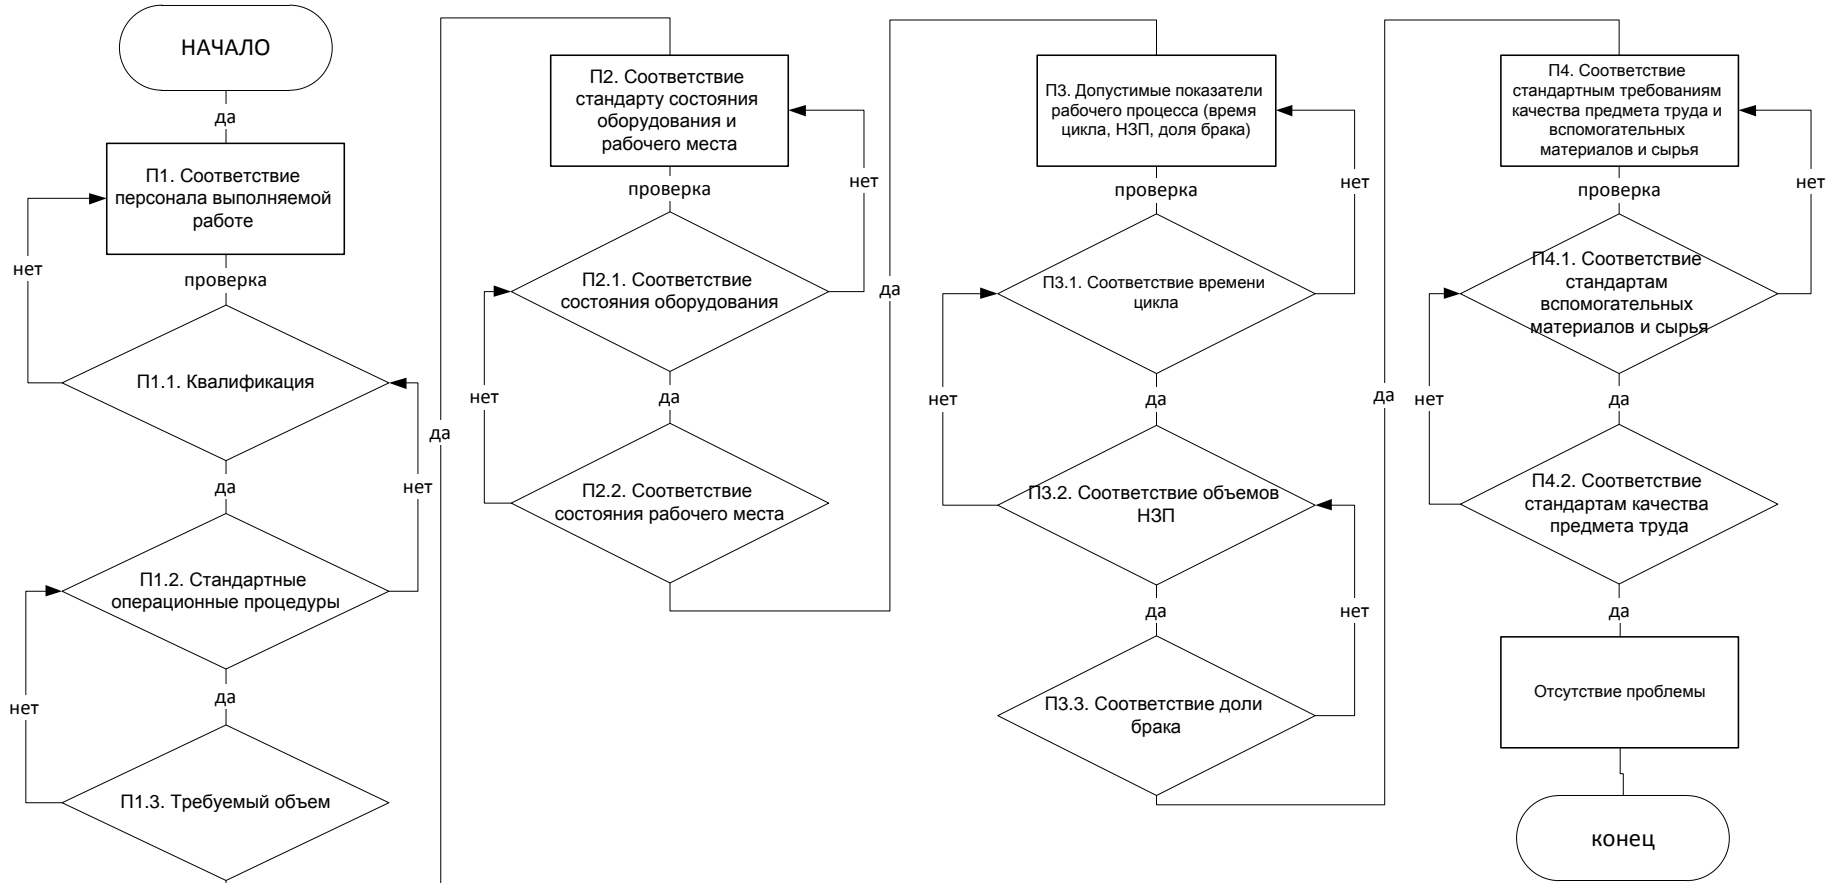 НАЧАЛО
да
П1. Соответствие
персонала выполняемой
работе
нет
проверка
П1.1. Квалификация
да
нет
П1.2. Стандартные
операционные процедуры
да
нет
П1.3. Требуемый объем
да
П2. Соответствие
стандарту состояния
оборудования и
рабочего места
проверка
нет
П2.1. Соответствие
состояния оборудования
нет
да
П2.2. Соответствие
состояния рабочего места
да
П3. Допустимые показатели
рабочего процесса (время
цикла, НЗП, доля брака)
проверка
нет
П3.1. Соответствие времени
цикла
нет
да
П3.2. Соответствие объемов
НЗП
да
нет
П3.3. Соответствие доли
брака
да
П4. Соответствие
стандартным требованиям
качества предмета труда и
вспомогательных
материалов и сырья
проверка
нет
П4.1. Соответствие
стандартам
вспомогательных
материалов и сырья
нет
да
П4.2. Соответствие
стандартам качества
предмета труда
да
Отсутствие проблемы
конец